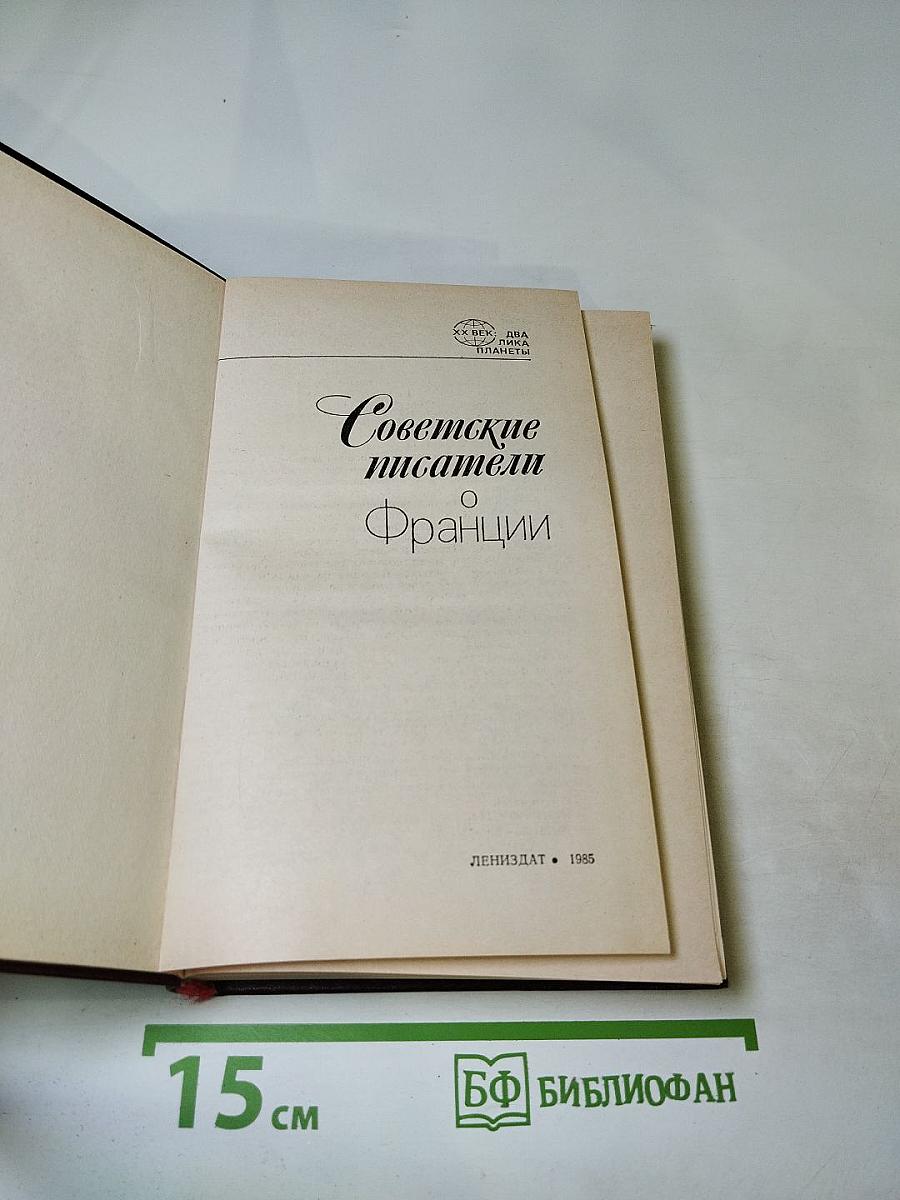 XX ВЕК: ДВА
ЛИКА
ПЛАНЕТЫ
Советские
писатели
о
Франции
ЛЕНИЗДАТ • 1985
15 см
БФ БИБЛИОФАН